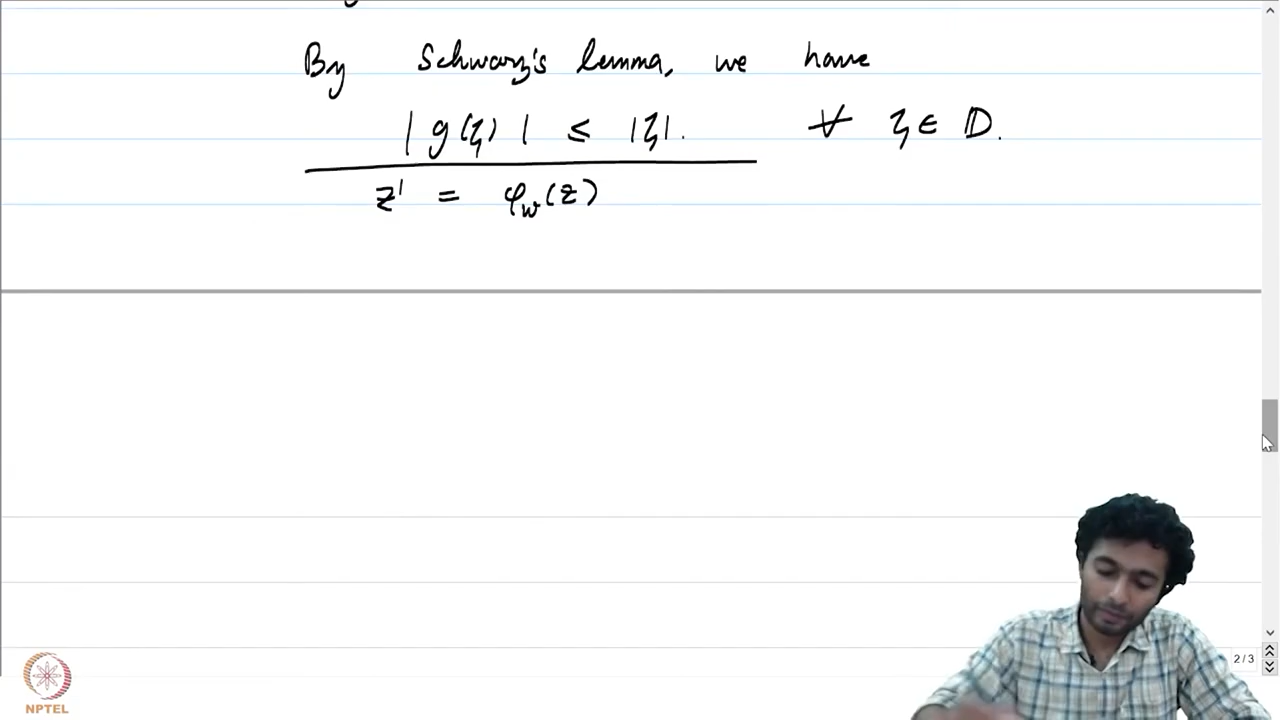 By Schwarz's lemma, we have
|g(ζ)| ≤ |ζ|. ∀ ζ ∈ 𝔻.
z' = φ_w(z)
2 / 3
NPTEL